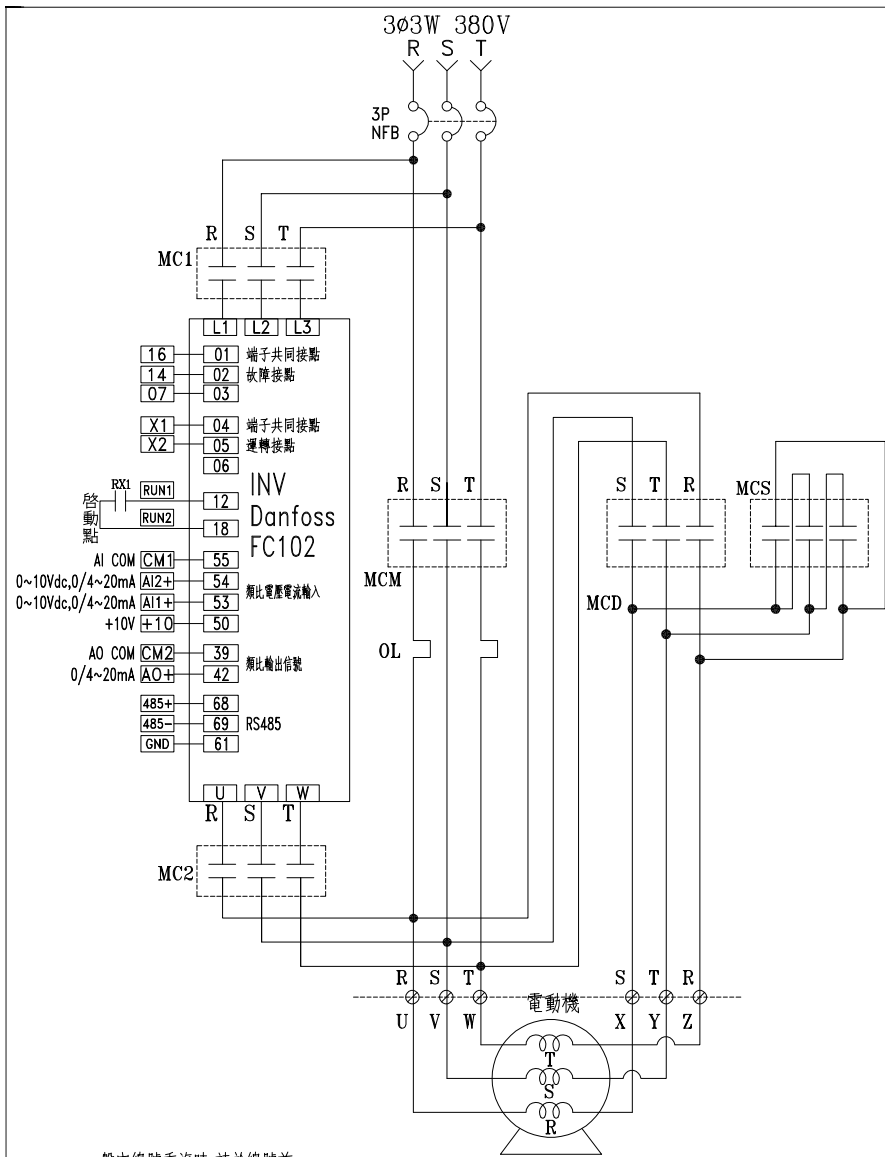 3ø3W 380V
R S T
3P
NFB
R S T
MC1
L1 L2 L3
16 01 端子共同接點
14 02 故障接點
07 03
X1 04 端子共同接點
X2 05 運轉接點
06
R S T
S T R
MCS
啓動點
RX1
RUN1
12
RUN2
18
INV
Danfoss
FC102
MCM
MCD
AI COM CM1 55
0~10Vdc,0/4~20mA AI2+ 54
類比電壓電流輸入
0~10Vdc,0/4~20mA AI1+ 53
+10V +10 50
AO COM CM2 39
類比輸出信號
0/4~20mA AO+ 42
OL
485+ 68
485- 69 RS485
GND 61
U V W
R S T
MC2
R S T
S T R
電動機
U V W
X Y Z
T
S
R